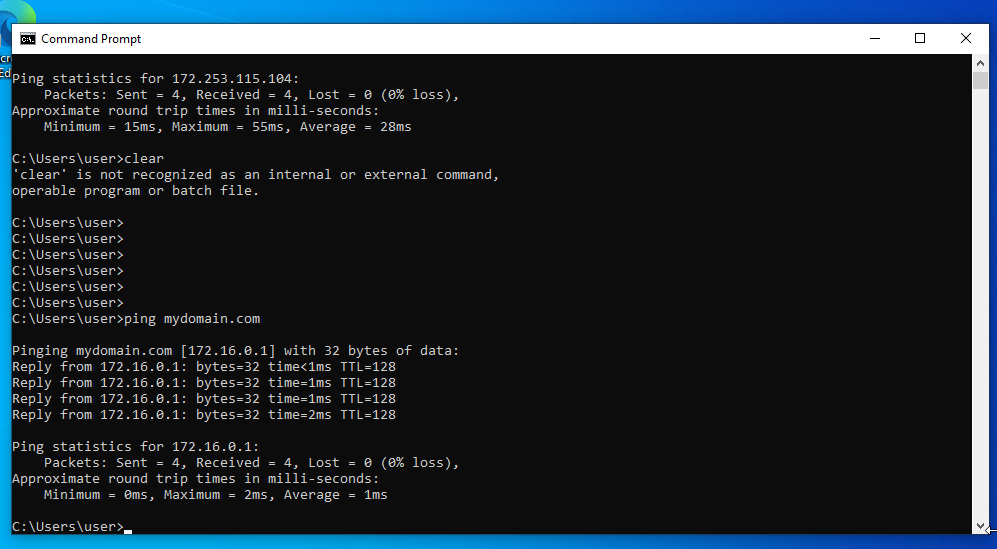 Command Prompt
Ping statistics for 172.253.115.104:
    Packets: Sent = 4, Received = 4, Lost = 0 (0% loss),
Approximate round trip times in milli-seconds:
    Minimum = 15ms, Maximum = 55ms, Average = 28ms
C:\Users\user>clear
'clear' is not recognized as an internal or external command,
operable program or batch file.
C:\Users\user>
C:\Users\user>
C:\Users\user>
C:\Users\user>
C:\Users\user>
C:\Users\user>
C:\Users\user>ping mydomain.com
Pinging mydomain.com [172.16.0.1] with 32 bytes of data:
Reply from 172.16.0.1: bytes=32 time<1ms TTL=128
Reply from 172.16.0.1: bytes=32 time=1ms TTL=128
Reply from 172.16.0.1: bytes=32 time=1ms TTL=128
Reply from 172.16.0.1: bytes=32 time=2ms TTL=128
Ping statistics for 172.16.0.1:
    Packets: Sent = 4, Received = 4, Lost = 0 (0% loss),
Approximate round trip times in milli-seconds:
    Minimum = 0ms, Maximum = 2ms, Average = 1ms
C:\Users\user>